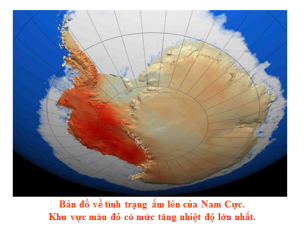 Bản đồ về tình trạng ấm lên của Nam Cực.
Khu vực màu đỏ có mức tăng nhiệt độ lớn nhất.